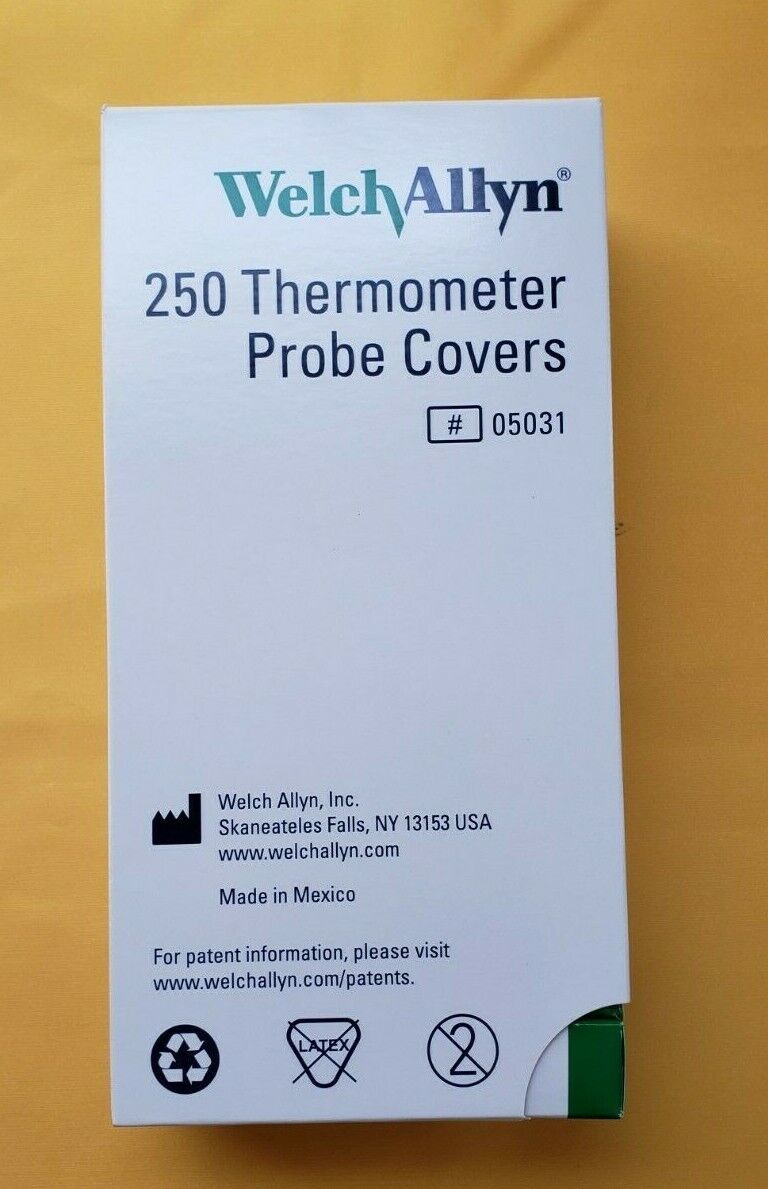 WelchAllyn®
250 Thermometer
Probe Covers
# 05031
Welch Allyn, Inc.
Skaneateles Falls, NY 13153 USA
www.welchallyn.com
Made in Mexico
For patent information, please visit
www.welchallyn.com/patents.
LATEX
2